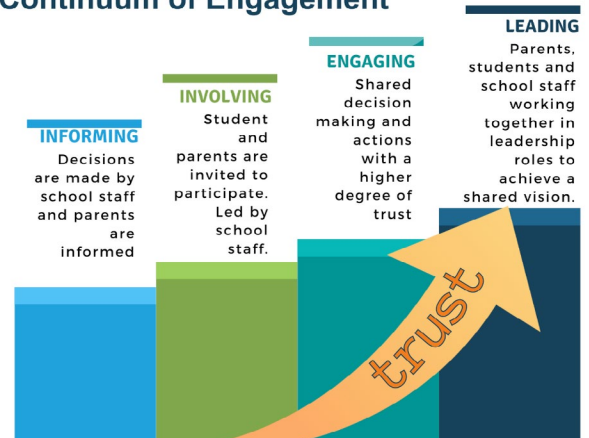 Continuum of Engagement
INFORMING
Decisions
are made by
school staff
and parents
are
informed
INVOLVING
Student
and
parents are
invited to
participate.
Led by
school
staff.
ENGAGING
Shared
decision
making and
actions
with a
higher
degree of
trust
LEADING
Parents,
students and
school staff
working
together in
leadership
roles to
achieve a
shared vision.
trust